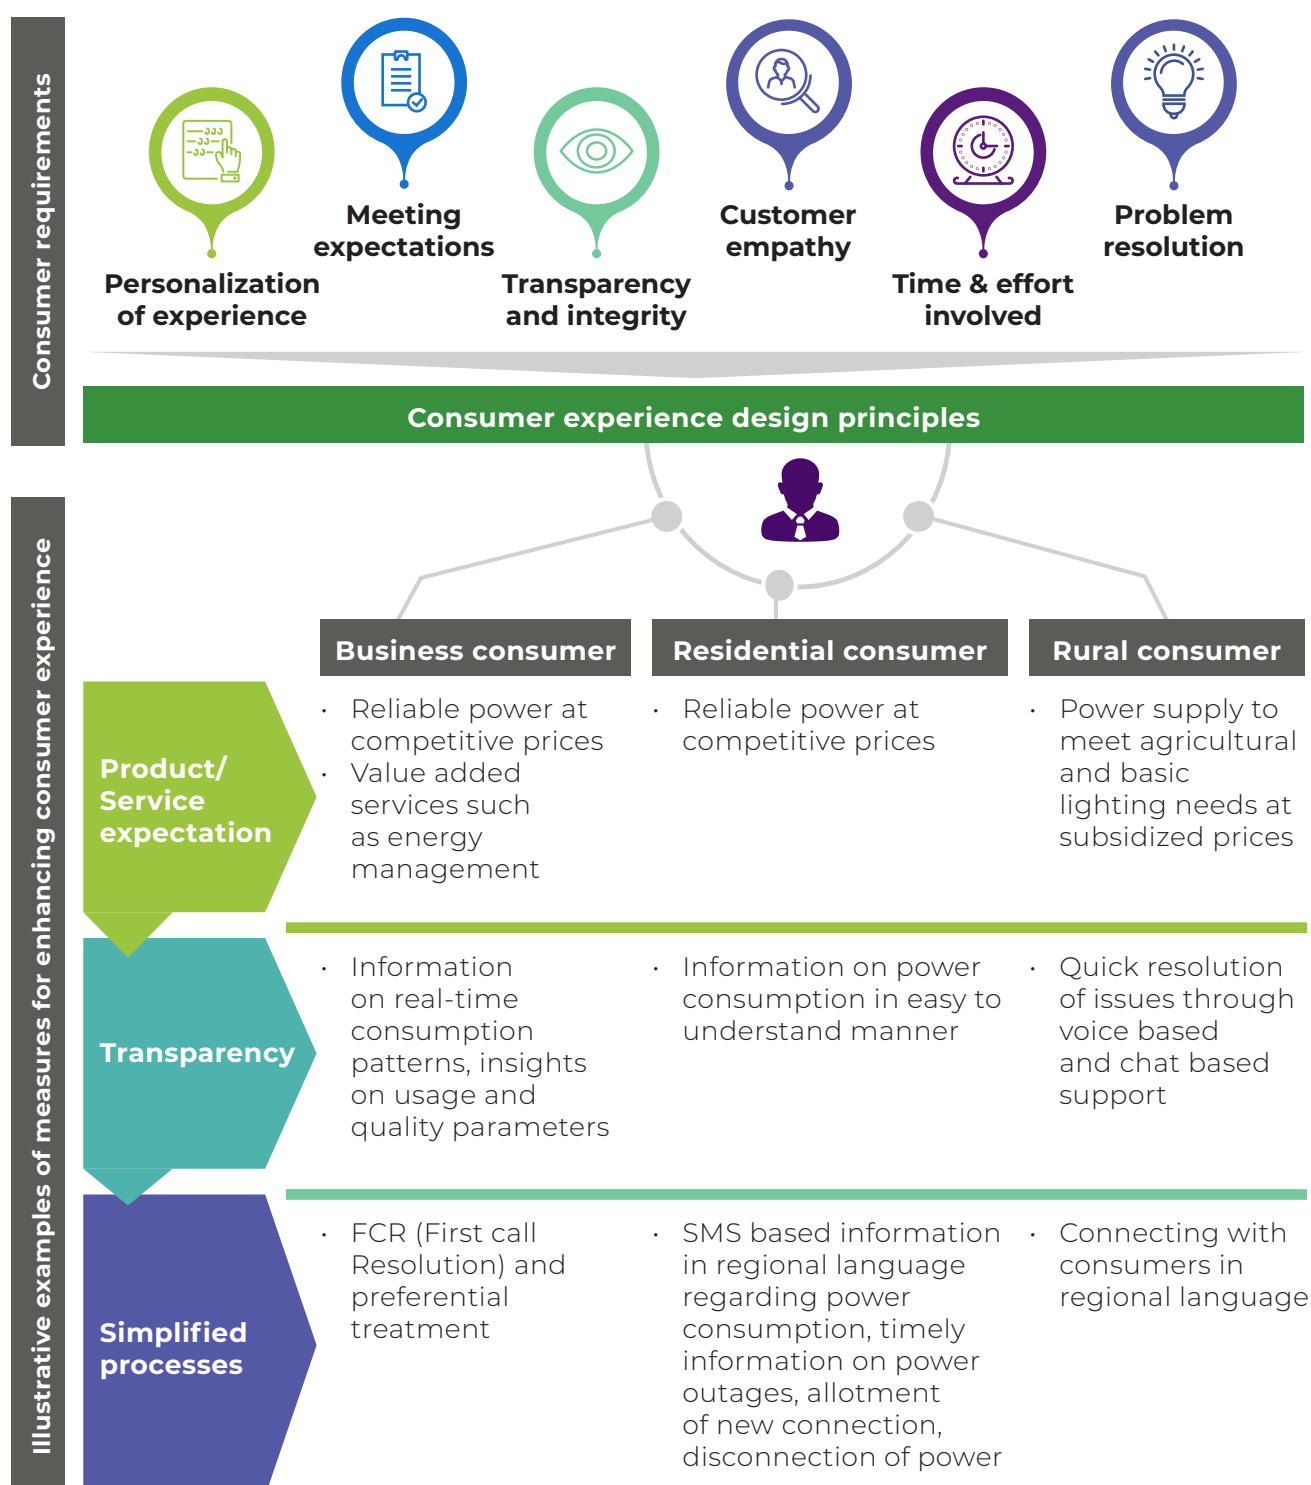 Consumer requirements
Personalization
of experience
Meeting
expectations
Transparency
and integrity
Customer
empathy
Time & effort
involved
Problem
resolution
Consumer experience design principles
Illustrative examples of measures for enhancing consumer experience
Business consumer
Residential consumer
Rural consumer
Product/
Service
expectation
• Reliable power at
competitive prices
• Value added
services such
as energy
management
• Reliable power at
competitive prices
• Power supply to
meet agricultural
and basic
lighting needs at
subsidized prices
Transparency
• Information
on real-time
consumption
patterns, insights
on usage and
quality parameters
• Information on power
consumption in easy to
understand manner
• Quick resolution
of issues through
voice based
and chat based
support
Simplified
processes
• FCR (First call
Resolution) and
preferential
treatment
• SMS based information
in regional language
regarding power
consumption, timely
information on power
outages, allotment
of new connection,
disconnection of power
• Connecting with
consumers in
regional language